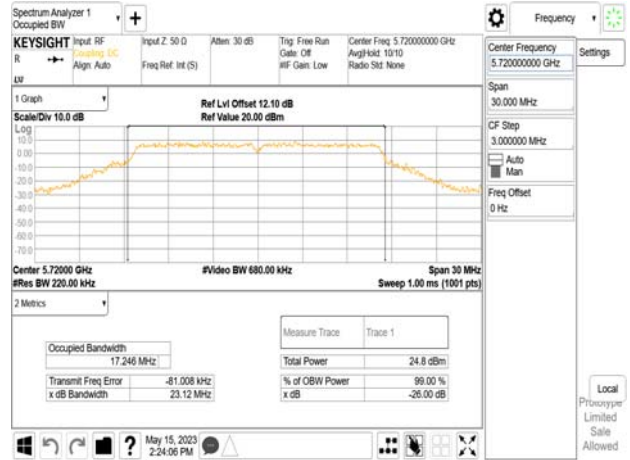 Spectrum Analyzer 1
Occupied BW
Frequency
KEYSIGHT Input: RF Input Z: 50 Ω Atten: 30 dB Trig: Free Run Center Freq: 5.720000000 GHz
R Coupling: DC Gate: Off Avg|Hold: 10/10
Align: Auto Freq Ref: Int (S) #IF Gain: Low Radio Std: None
Center Frequency
5.720000000 GHz
Settings
Span
30.000 MHz
CF Step
3.000000 MHz
Auto
Man
Freq Offset
0 Hz
1 Graph
Ref Lvl Offset 12.10 dB
Scale/Div 10.0 dB Ref Value 20.00 dBm
Log
10.0
0.00
-10.0
-20.0
-30.0
-40.0
-50.0
-60.0
-70.0
Center 5.72000 GHz #Video BW 680.00 kHz Span 30 MHz
#Res BW 220.00 kHz Sweep 1.00 ms (1001 pts)
2 Metrics
Measure Trace Trace 1
Occupied Bandwidth
17.246 MHz
Total Power 24.8 dBm
Transmit Freq Error -81.008 kHz % of OBW Power 99.00 %
x dB Bandwidth 23.12 MHz x dB -26.00 dB
Local
Prototype
Limited
Sale
Allowed
? May 15, 2023
2:24:06 PM